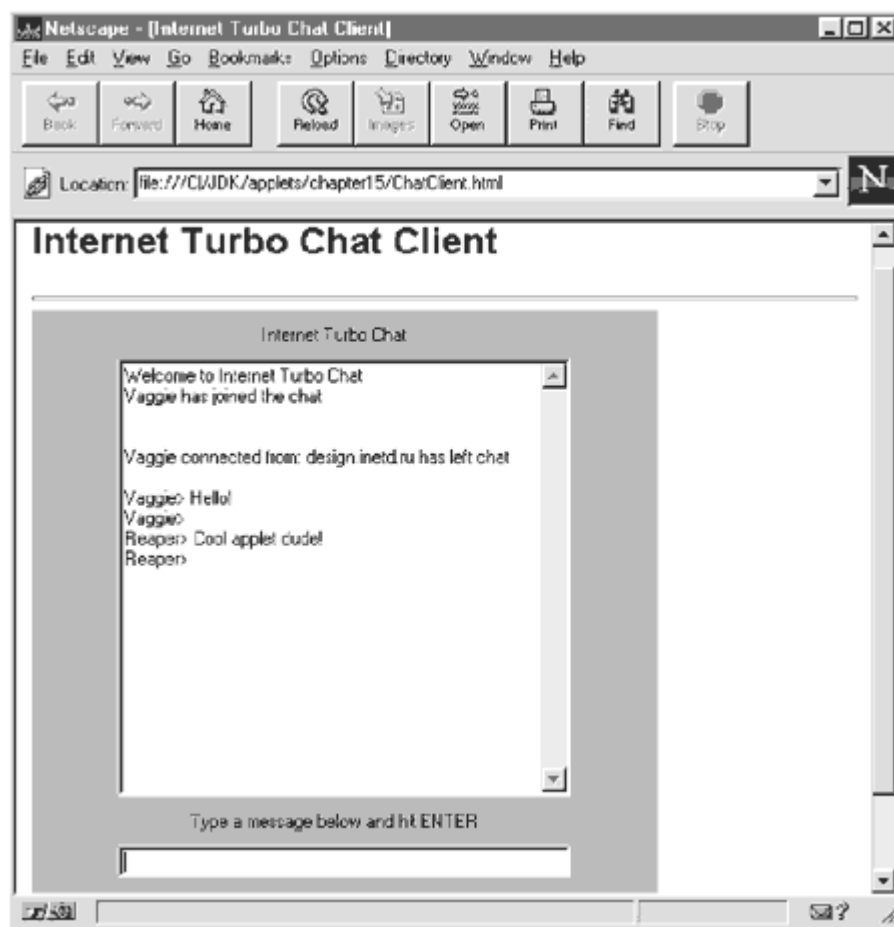 Netscape - [Internet Turbo Chat Client]
File Edit View Go Bookmarks Options Directory Window Help
Back Forward Home Reload Images Open Print Find Stop
Location: file:///C|/JDK/applets/chapter15/ChatClient.html
N
Internet Turbo Chat Client
Internet Turbo Chat
Welcome to Internet Turbo Chat
Vaggie has joined the chat
Vaggie connected from: design.inetd.ru has left chat
Vaggie> Hello!
Vaggie>
Reaper> Cool applet dude!
Reaper>
Type a message below and hit ENTER
?